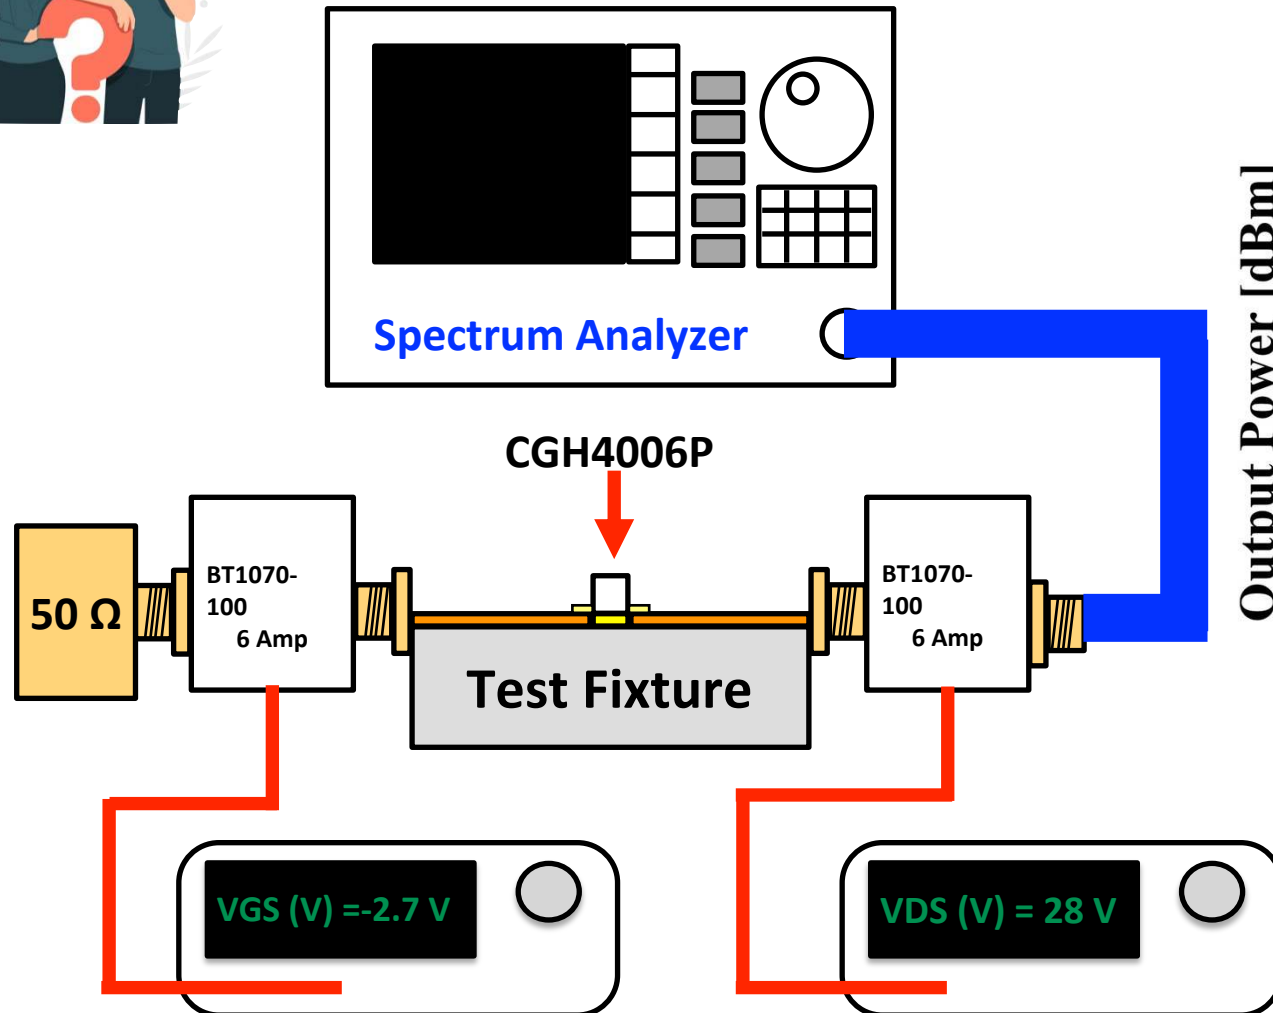 Spectrum Analyzer
Output Power [dBm]
CGH4006P
50 Ω
BT1070-
100
6 Amp
BT1070-
100
6 Amp
Test Fixture
VGS (V) =-2.7 V
VDS (V) = 28 V